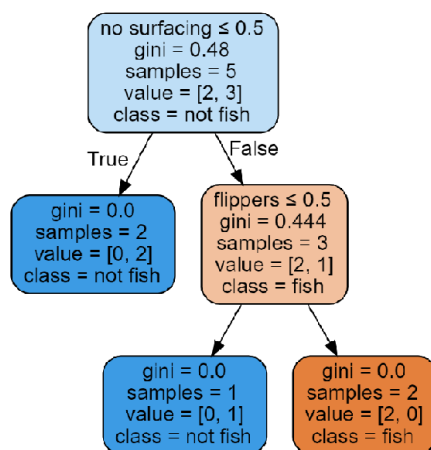 no surfacing ≤ 0.5
gini = 0.48
samples = 5
value = [2, 3]
class = not fish
True
False
gini = 0.0
samples = 2
value = [0, 2]
class = not fish
flippers ≤ 0.5
gini = 0.444
samples = 3
value = [2, 1]
class = fish
gini = 0.0
samples = 1
value = [0, 1]
class = not fish
gini = 0.0
samples = 2
value = [2, 0]
class = fish